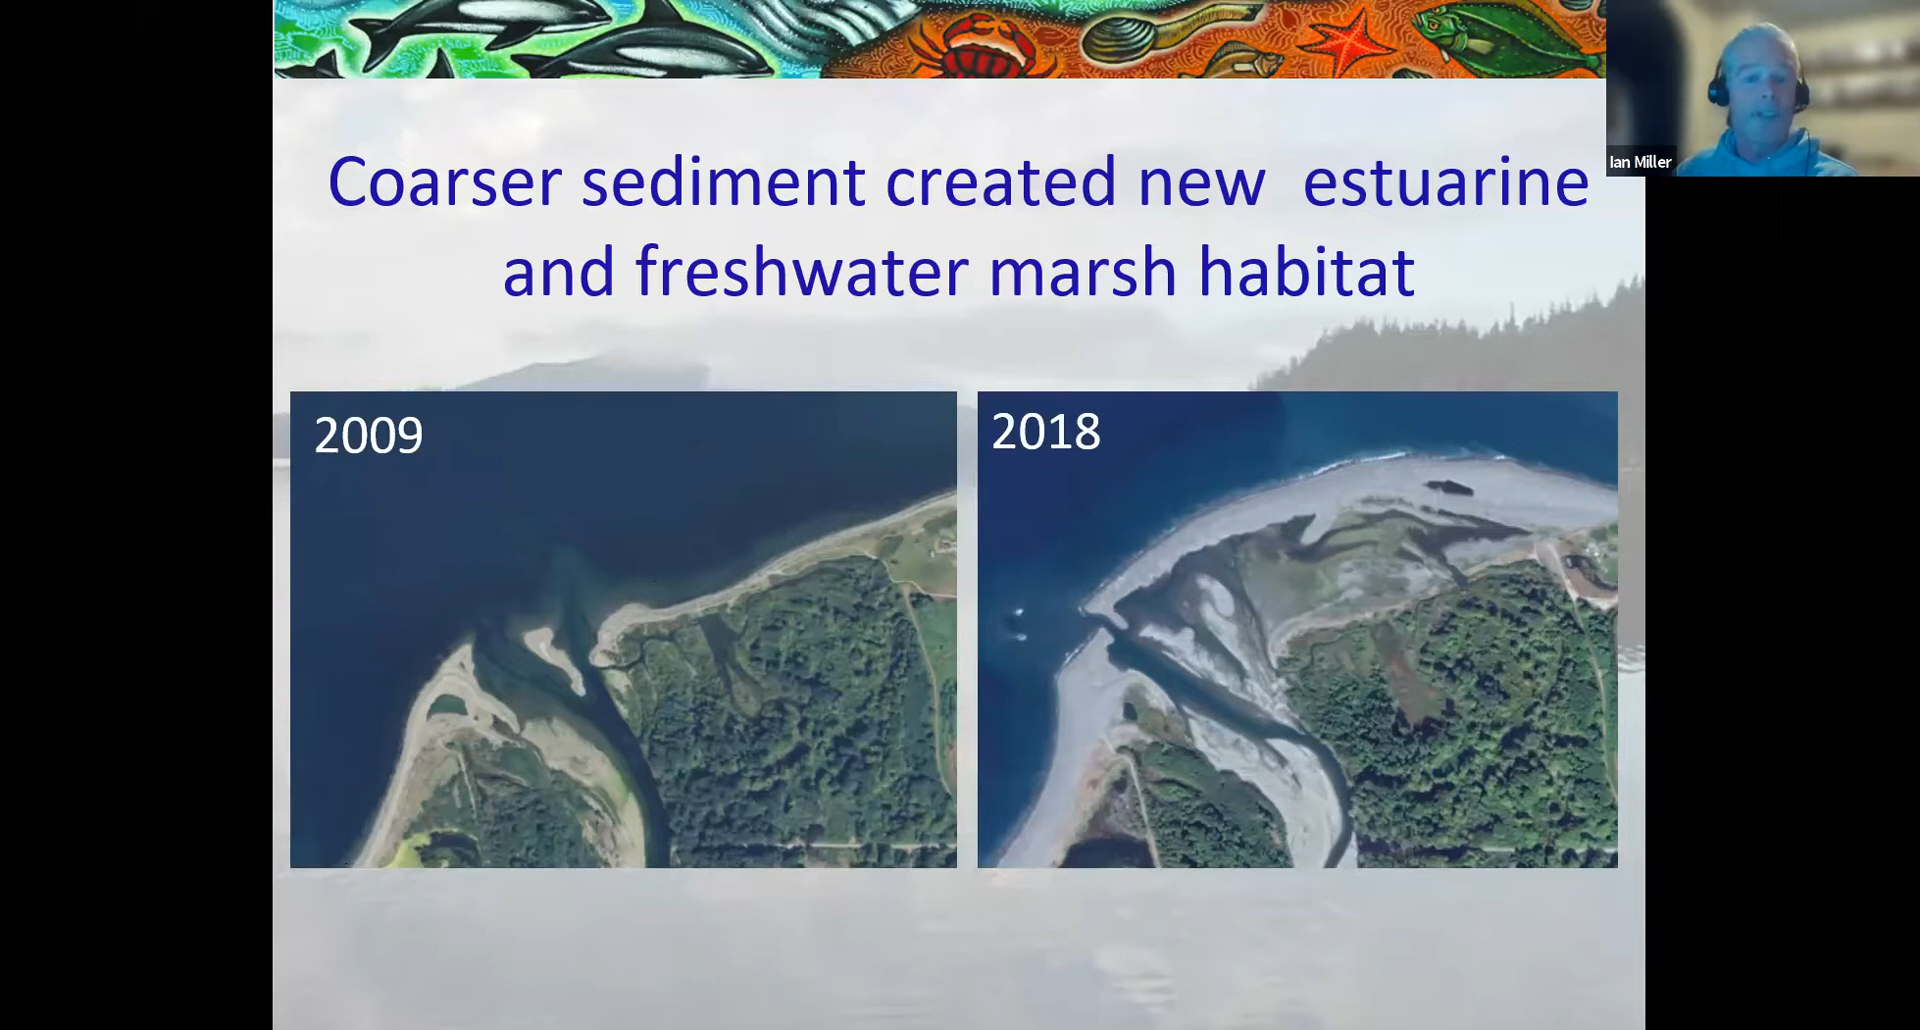 Ian Miller
Coarser sediment created new estuarine
and freshwater marsh habitat
2009
2018